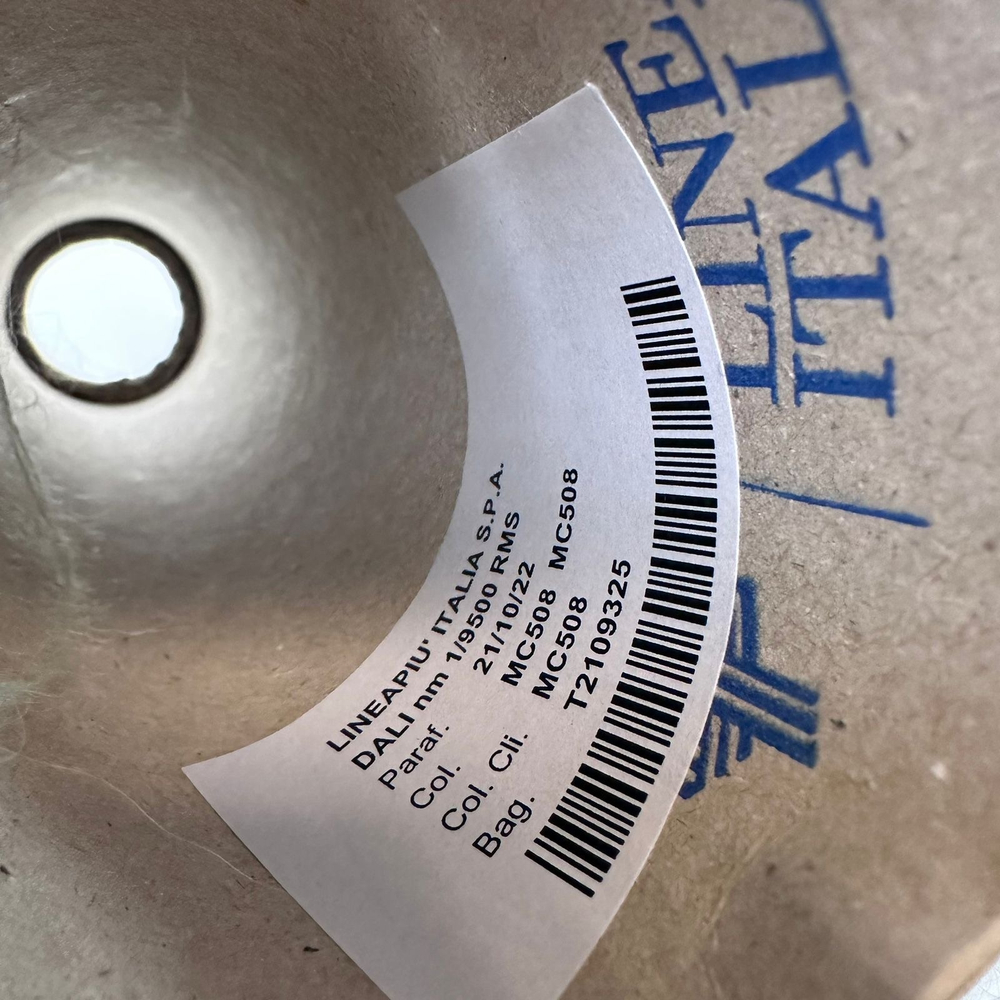 LINEAPIU' ITALIA S.P.A.
DALI nm 1/9500 RMS
Paraf. 21/10/22
Col. MC508 MC508
Col. Cli. MC508
Bag. T2109325